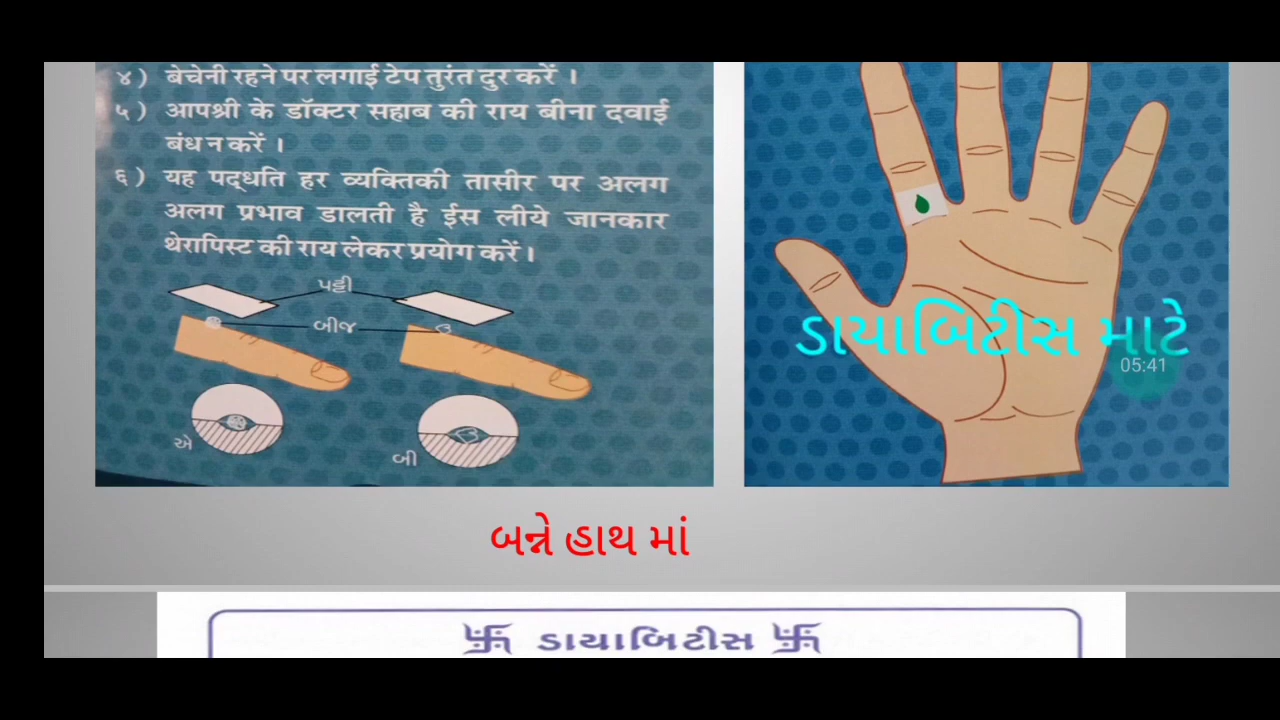 ४) बेचेनी रहने पर लगाई टेप तुरंत दुर करें ।
५) आपश्री के डॉक्टर सहाब की राय बीना दवाई
बंध न करें ।
६) यह पद्धति हर व्यक्तिकी तासीर पर अलग
अलग प्रभाव डालती है ईस लीये जानकार
थेरापिस्ट की राय लेकर प्रयोग करें ।
પટ્ટી
બીજ
એ
બી
ડાયાબિટીસ માટે
05:41
બન્ને હાથ માં
卐 ડાયાબિટીસ 卐